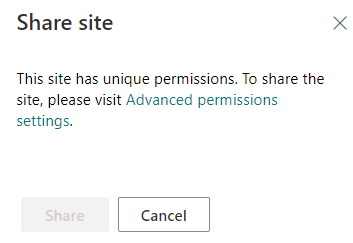 Share site
This site has unique permissions. To share the
site, please visit Advanced permissions
settings.
Share
Cancel